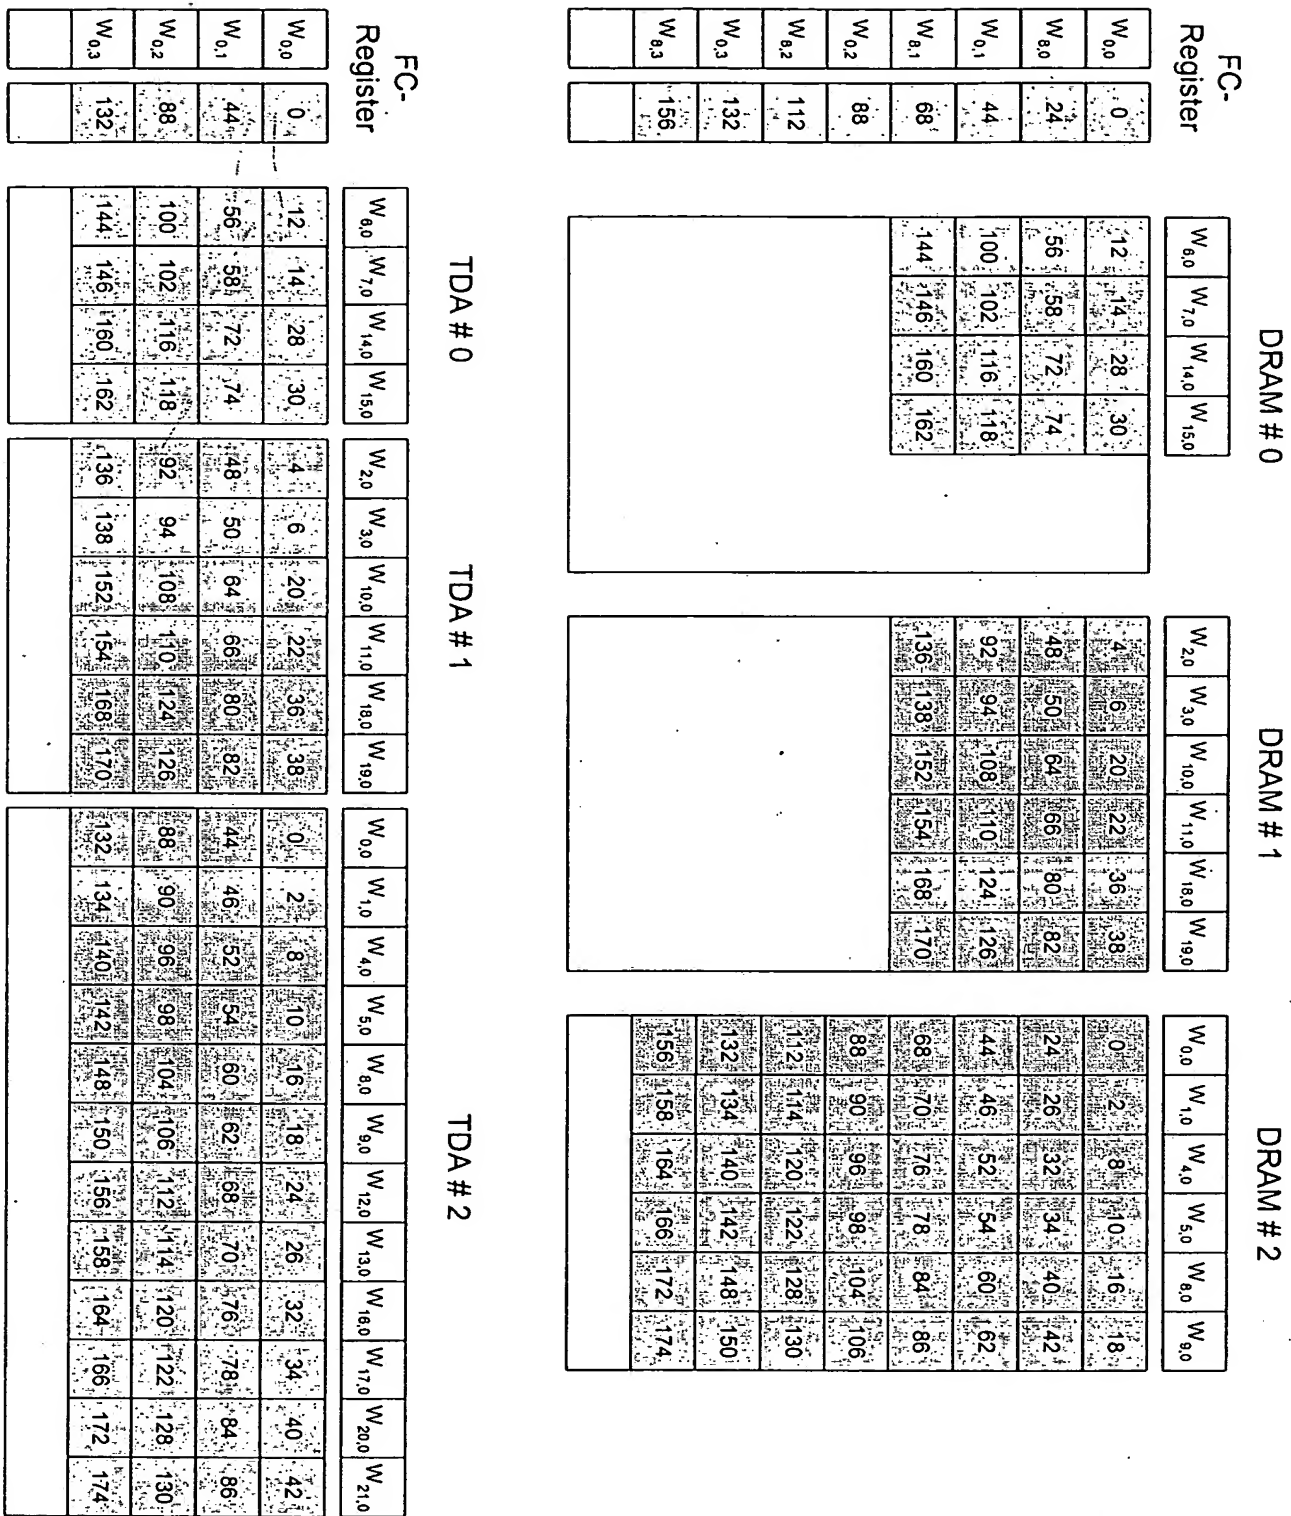 DRAM # 0 DRAM # 1 DRAM # 2
FC-
Register W6,0 W7,0 W14,0 W15,0 W2,0 W3,0 W10,0 W11,0 W18,0 W19,0 W0,0 W1,0 W4,0 W5,0 W8,0 W9,0
W0,0 0 12 14 28 30 4 6 20 22 36 38 0 2 8 10 16 18
W8,0 24 56 58 72 74 48 50 64 66 80 82 24 26 32 34 40 42
W0,1 44 100 102 116 118 92 94 108 110 124 126 44 46 52 54 60 62
W8,1 68 144 146 160 162 136 138 152 154 168 170 68 70 76 78 84 86
W0,2 88 88 90 96 98 104 106
W8,2 112 112 114 120 122 128 130
W0,3 132 132 134 140 142 148 150
W8,3 156 156 158 164 166 172 174
TDA # 0 TDA # 1 TDA # 2
FC-
Register W6,0 W7,0 W14,0 W15,0 W2,0 W3,0 W10,0 W11,0 W18,0 W19,0 W0,0 W1,0 W4,0 W5,0 W8,0 W9,0 W12,0 W13,0 W16,0 W17,0 W20,0 W21,0
W0,0 0 12 14 28 30 4 6 20 22 36 38 0 2 8 10 16 18 24 26 32 34 40 42
W0,1 44 56 58 72 74 48 50 64 66 80 82 44 46 52 54 60 62 68 70 76 78 84 86
W0,2 88 100 102 116 118 92 94 108 110 124 126 88 90 96 98 104 106 112 114 120 122 128 130
W0,3 132 144 146 160 162 136 138 152 154 168 170 132 134 140 142 148 150 156 158 164 166 172 174